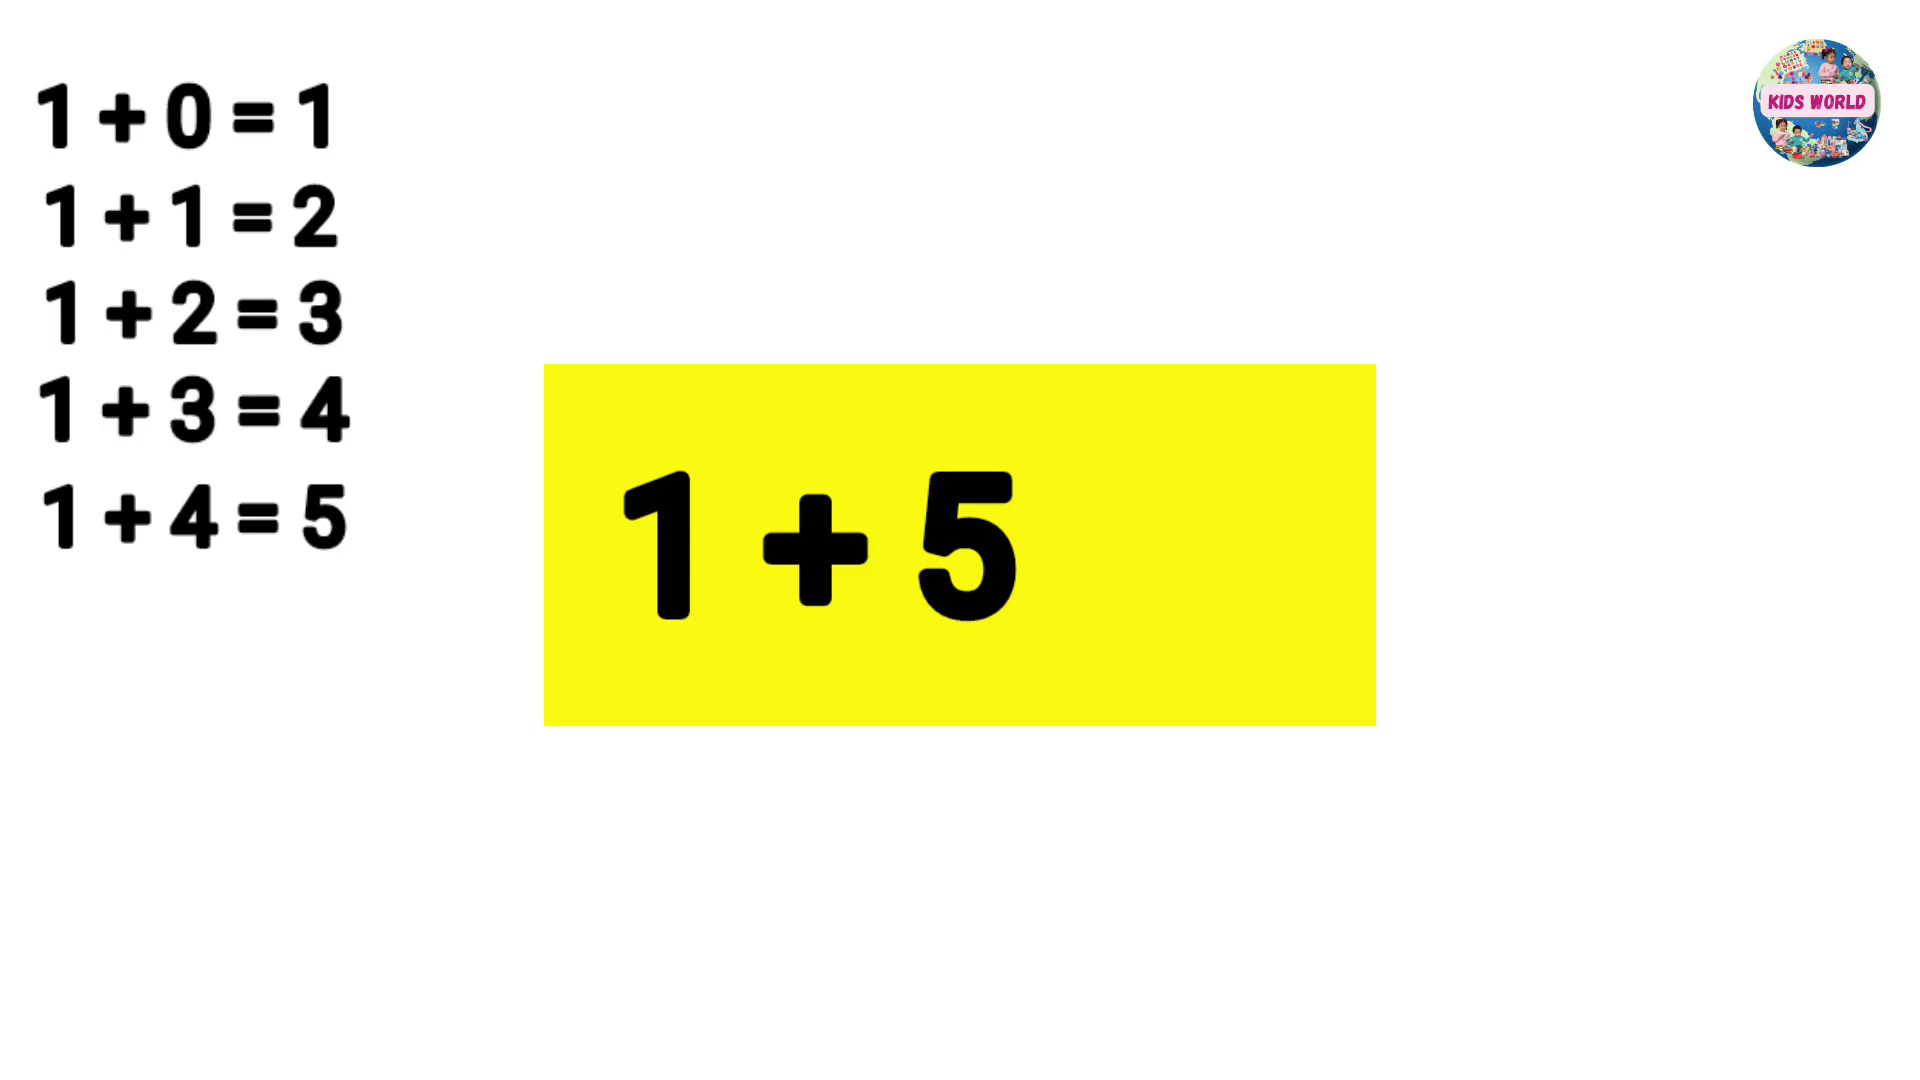 1 + 0 = 1
1 + 1 = 2
1 + 2 = 3
1 + 3 = 4
1 + 4 = 5
1 + 5
KIDS WORLD